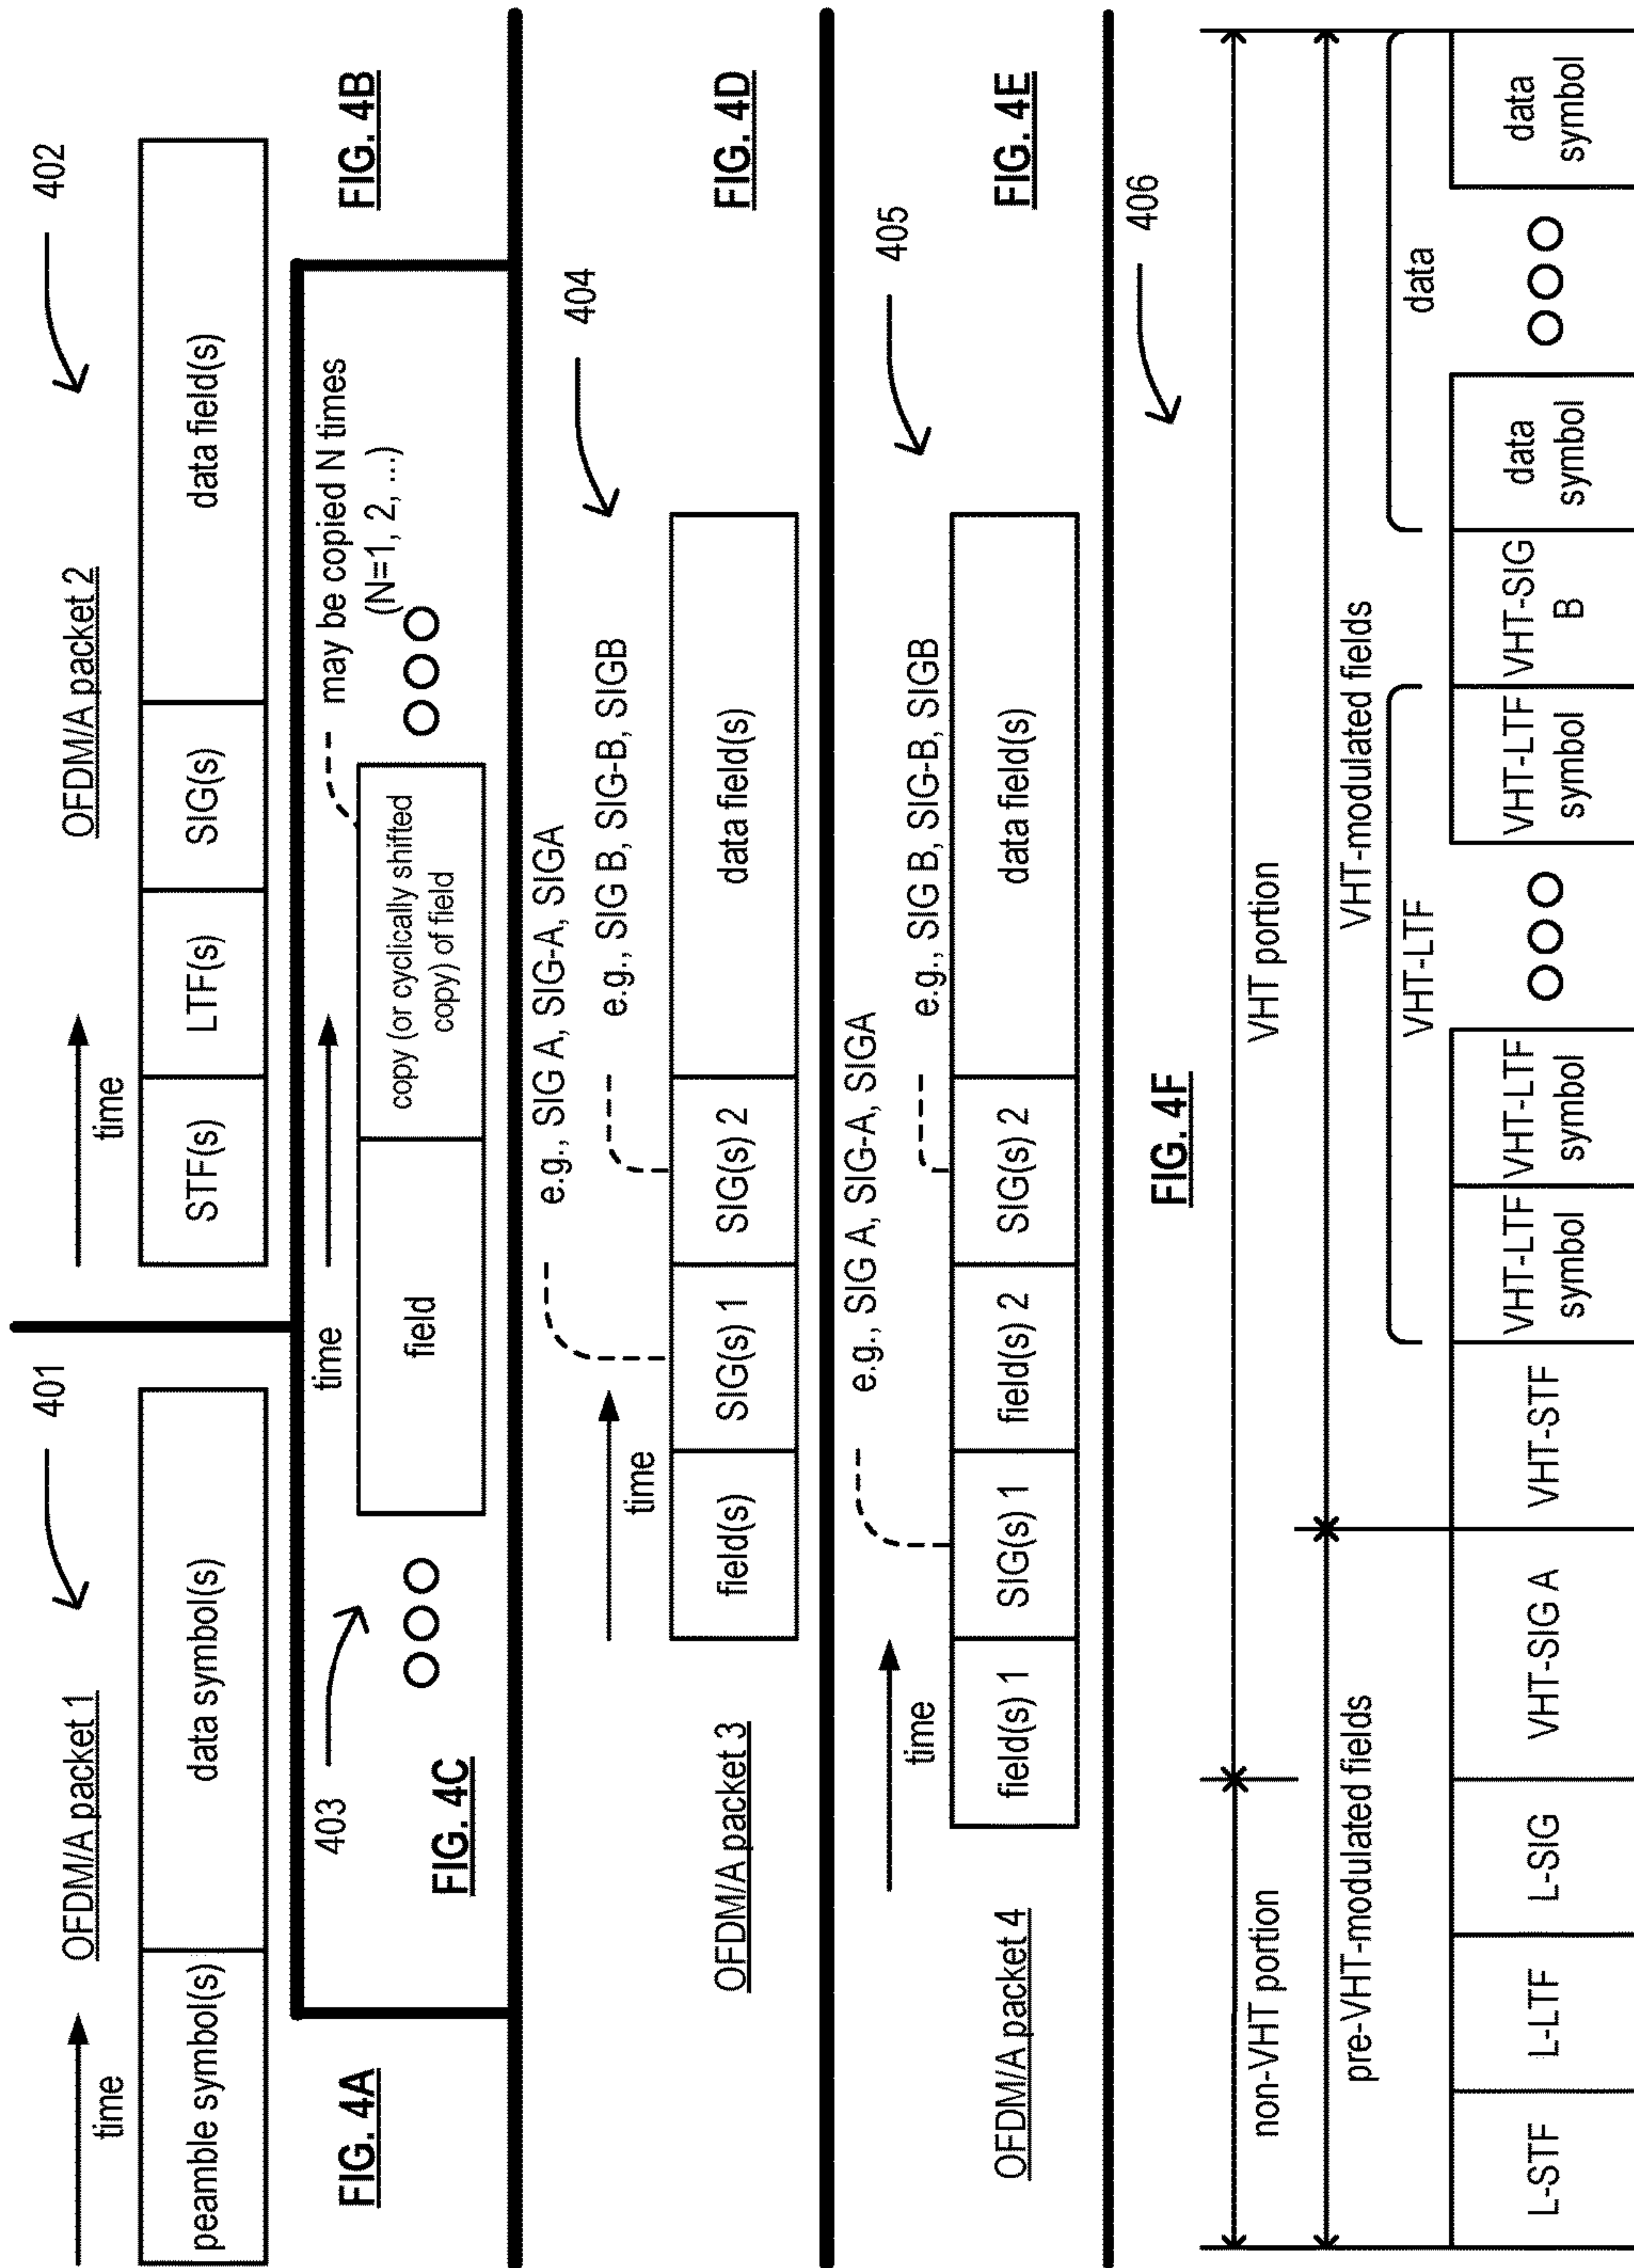 OFDM/A packet 1
401
time
peamble symbol(s)
data symbol(s)
FIG. 4A
OFDM/A packet 2
402
time
STF(s)
LTF(s)
SIG(s)
data field(s)
FIG. 4B
403
FIG. 4C
time
field
copy (or cyclically shifted
copy) of field
may be copied N times
(N=1, 2, ...)
OFDM/A packet 3
time
e.g., SIG A, SIG-A, SIGA
e.g., SIG B, SIG-B, SIGB
404
field(s)
SIG(s) 1
SIG(s) 2
data field(s)
FIG. 4D
OFDM/A packet 4
time
e.g., SIG A, SIG-A, SIGA
e.g., SIG B, SIG-B, SIGB
405
field(s) 1
SIG(s) 1
field(s) 2
SIG(s) 2
data field(s)
FIG. 4E
FIG. 4F
406
non-VHT portion
VHT portion
pre-VHT-modulated fields
VHT-modulated fields
VHT-LTF
data
L-STF
L-LTF
L-SIG
VHT-SIG A
VHT-STF
VHT-LTF
symbol
VHT-LTF
symbol
VHT-LTF
symbol
VHT-SIG
B
data
symbol
data
symbol